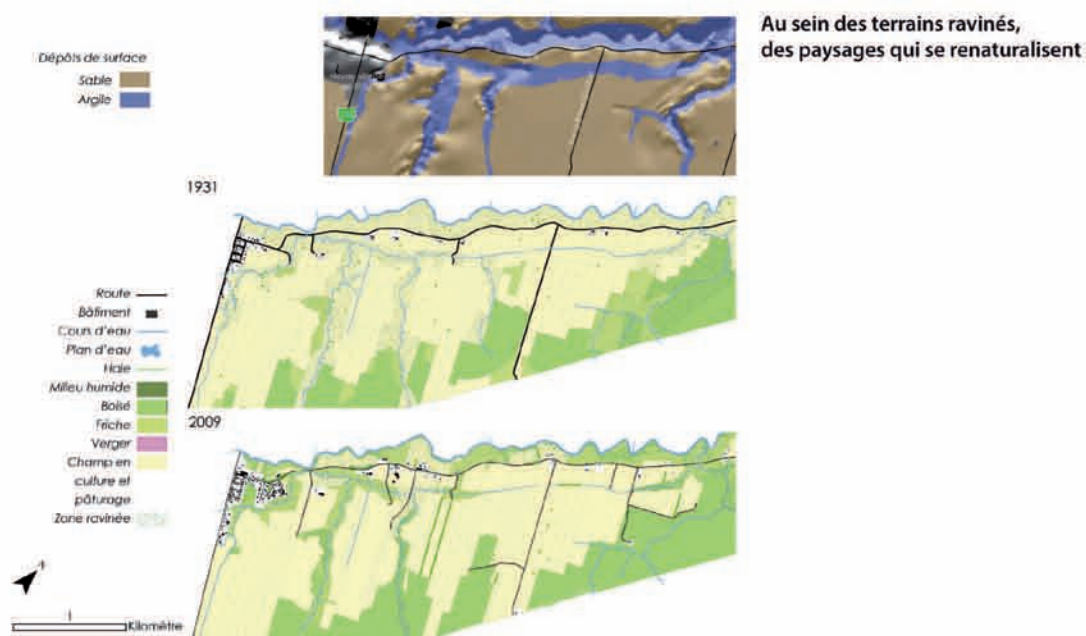 Au sein des terrains ravinés,
des paysages qui se renaturalisent
Dépôts de surface
Sable
Argile
1931
Route
Bâtiment
Cours d'eau
Plan d'eau
Haie
Milieu humide
Boisé
Friche
Verger
Champ en
culture et
pâturage
Zone ravinée
2009
Kilomètre